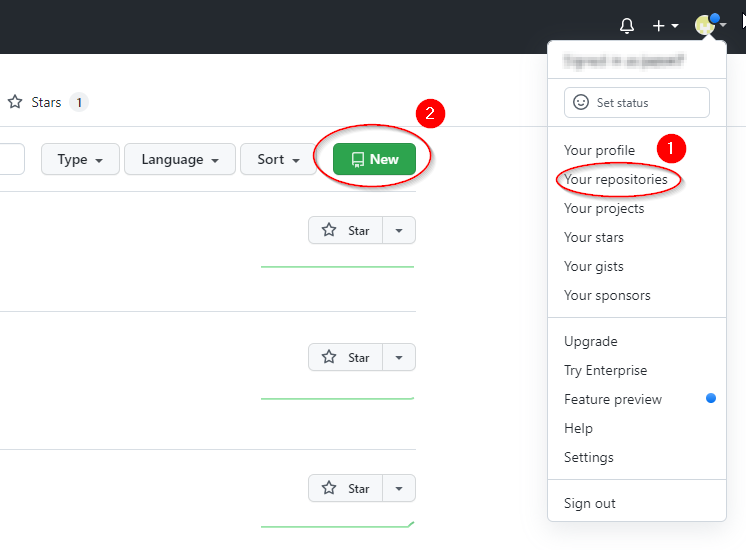 Set status
Stars 1
2
Type
Language
Sort
New
Your profile
1
Your repositories
Your projects
Your stars
Your gists
Your sponsors
Star
Star
Star
Upgrade
Try Enterprise
Feature preview
Help
Settings
Sign out